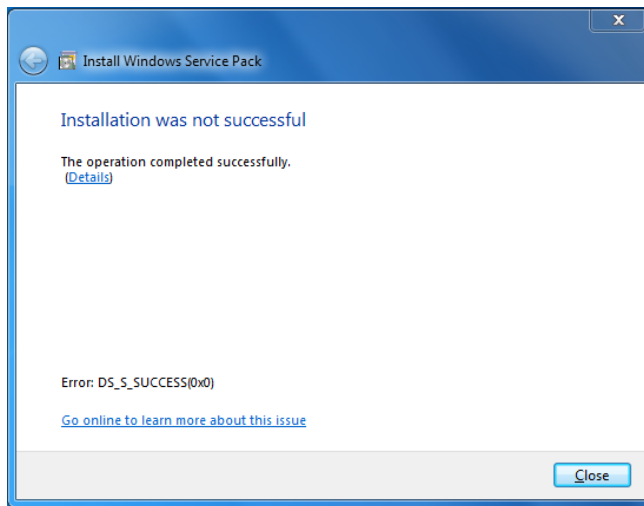 Install Windows Service Pack
Installation was not successful
The operation completed successfully.
(Details)
Error: DS_S_SUCCESS(0x0)
Go online to learn more about this issue
Close